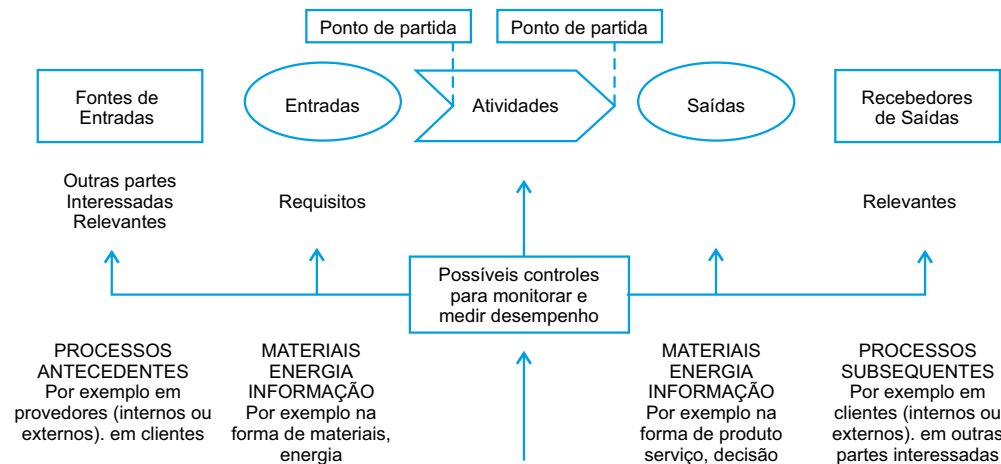 Ponto de partida
Ponto de partida
Fontes de
Entradas
Entradas
Atividades
Saídas
Recebedores
de Saídas
Outras partes
Interessadas
Relevantes
Requisitos
Relevantes
Possíveis controles
para monitorar e
medir desempenho
PROCESSOS
ANTECEDENTES
Por exemplo em
provedores (internos ou
externos). em clientes
MATERIAIS
ENERGIA
INFORMAÇÃO
Por exemplo na
forma de materiais,
energia
MATERIAIS
ENERGIA
INFORMAÇÃO
Por exemplo na
forma de produto
serviço, decisão
PROCESSOS
SUBSEQUENTES
Por exemplo em
clientes (internos ou
externos). em outras
partes interessadas